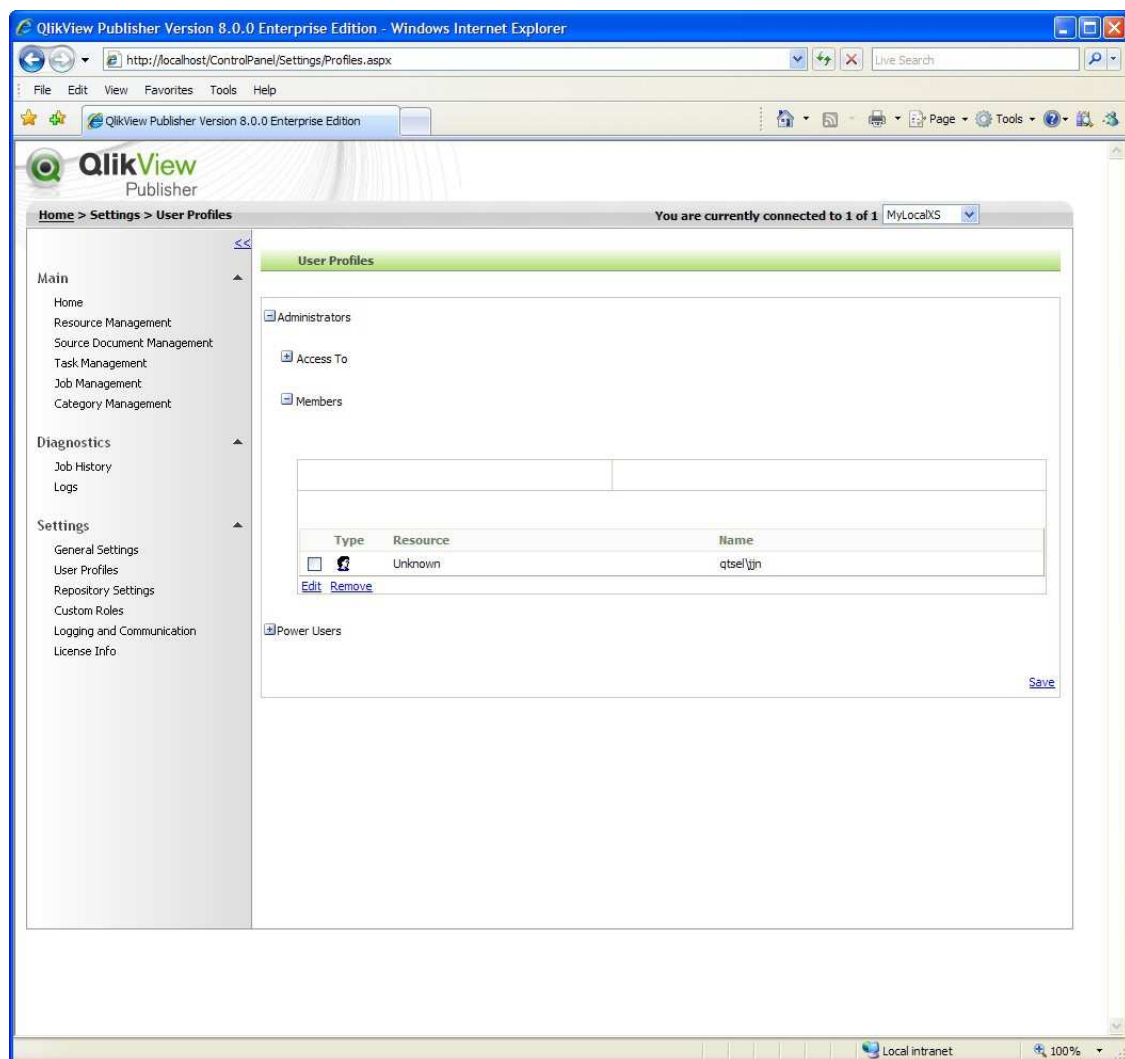 QlikView Publisher Version 8.0.0 Enterprise Edition - Windows Internet Explorer
http://localhost/ControlPanel/Settings/Profiles.aspx
Live Search
File Edit View Favorites Tools Help
QlikView Publisher Version 8.0.0 Enterprise Edition
Page Tools
QlikView
Publisher
Home > Settings > User Profiles
You are currently connected to 1 of 1 MyLocalXS
<<
Main
Home
Resource Management
Source Document Management
Task Management
Job Management
Category Management
Diagnostics
Job History
Logs
Settings
General Settings
User Profiles
Repository Settings
Custom Roles
Logging and Communication
License Info
User Profiles
Administrators
Access To
Members
Type Resource Name
Unknown qtsel\jjn
Edit Remove
Power Users
Save
Local intranet 100%